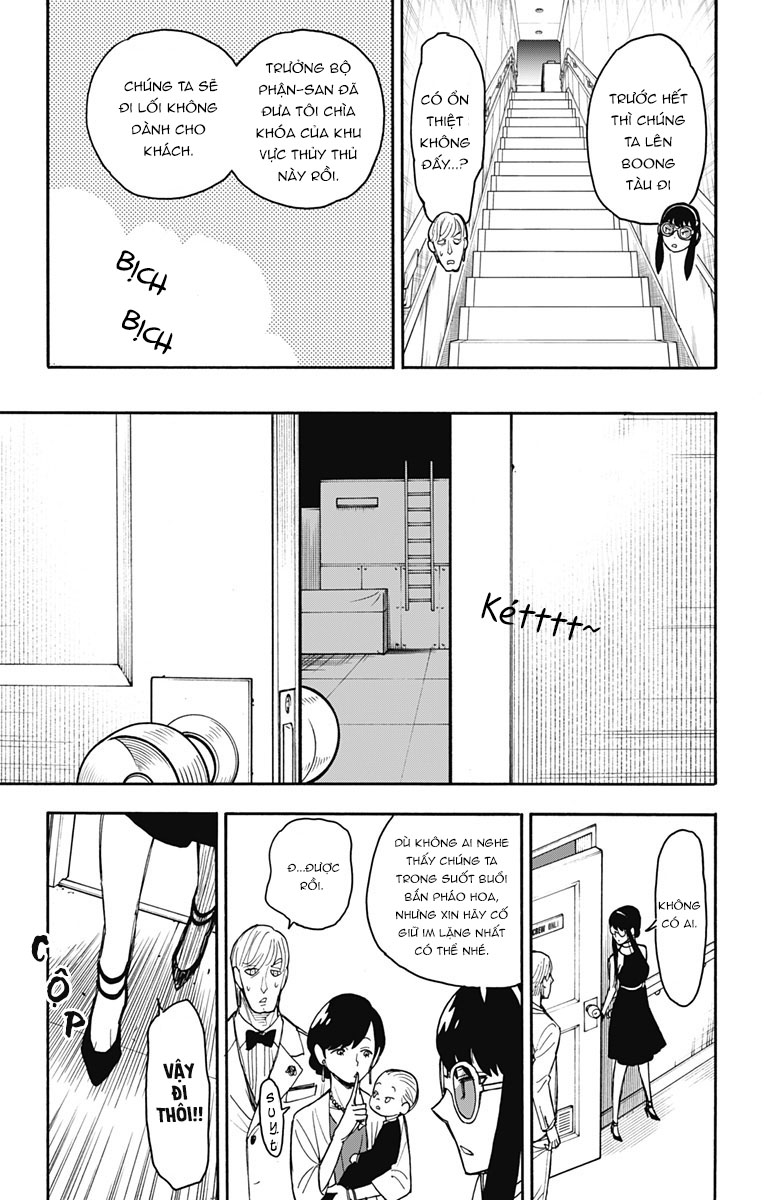 TRƯỚC HẾT
THÌ CHÚNG
TA LÊN
BOONG
TÀU ĐI
CÓ ỔN
THIỆT
KHÔNG
ĐẤY...?
TRƯỞNG BỘ
PHẬN-SAN ĐÃ
ĐƯA TÔI CHÌA
KHÓA CỦA KHU
VỰC THỦY THỦ
NÀY RỒI.
CHÚNG TA SẼ
ĐI LỐI KHÔNG
DÀNH CHO
KHÁCH.
BỊCH
BỊCH
Kétttt~
KHÔNG
CÓ AI.
CREW ONLY
DÙ KHÔNG AI NGHE
THẤY CHÚNG TA
TRONG SUỐT BUỔI
BẮN PHÁO HOA,
NHƯNG XIN HÃY CỐ
GIỮ IM LẶNG NHẤT
CÓ THỂ NHÉ.
Đ...ĐƯỢC
RỒI.
SUỴT
CỘP
VẬY
ĐI
THÔI!!